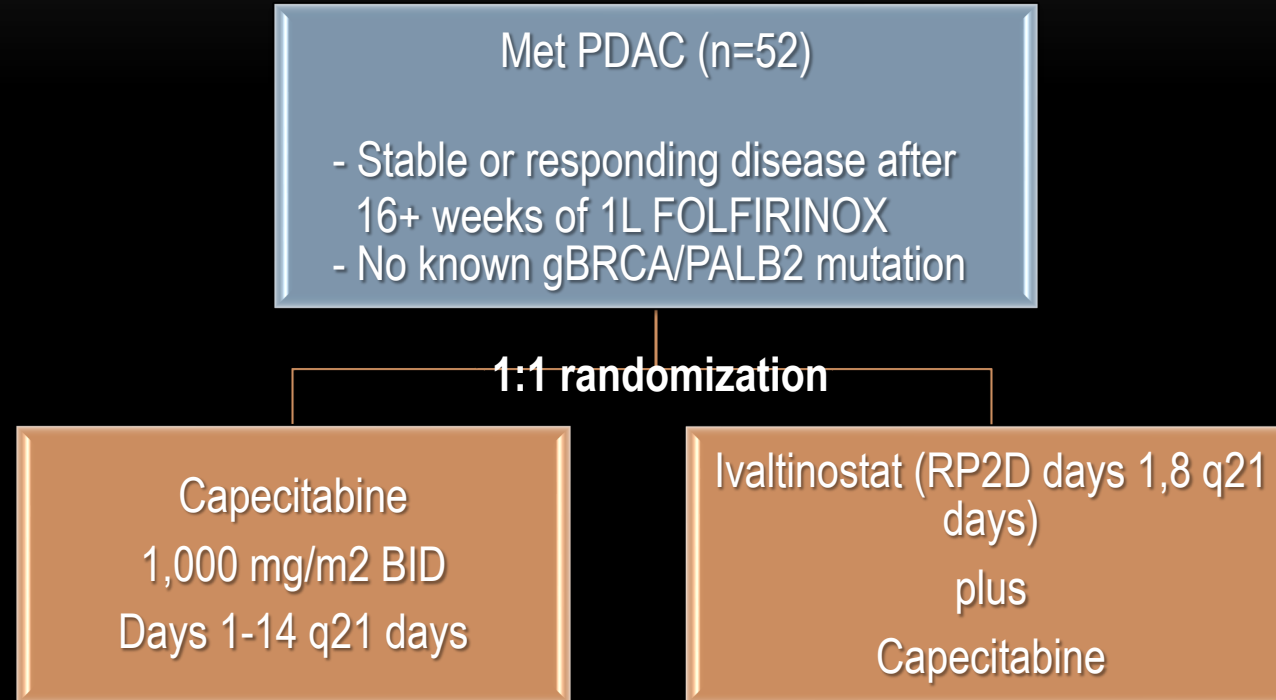 Met PDAC (n=52)
- Stable or responding disease after
16+ weeks of 1L FOLFIRINOX
- No known gBRCA/PALB2 mutation
1:1 randomization
Capecitabine
1,000 mg/m2 BID
Days 1-14 q21 days
Ivaltinostat (RP2D days 1,8 q21
days)
plus
Capecitabine